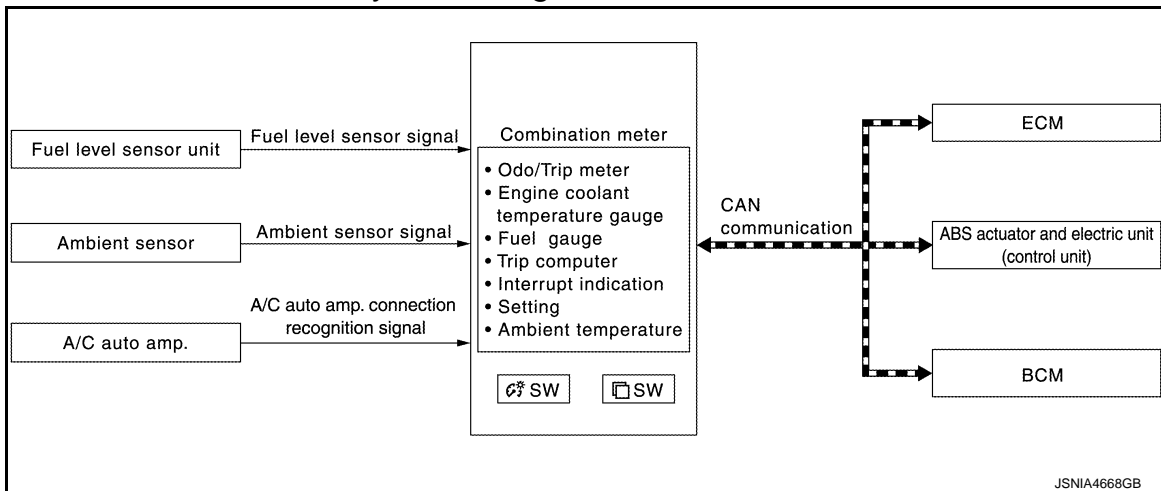 Fuel level sensor unit
Fuel level sensor signal
Ambient sensor
Ambient sensor signal
A/C auto amp.
A/C auto amp. connection
recognition signal
Combination meter
• Odo/Trip meter
• Engine coolant
temperature gauge
• Fuel gauge
• Trip computer
• Interrupt indication
• Setting
• Ambient temperature
SW
SW
CAN
communication
ECM
ABS actuator and electric unit
(control unit)
BCM
JSNIA4668GB